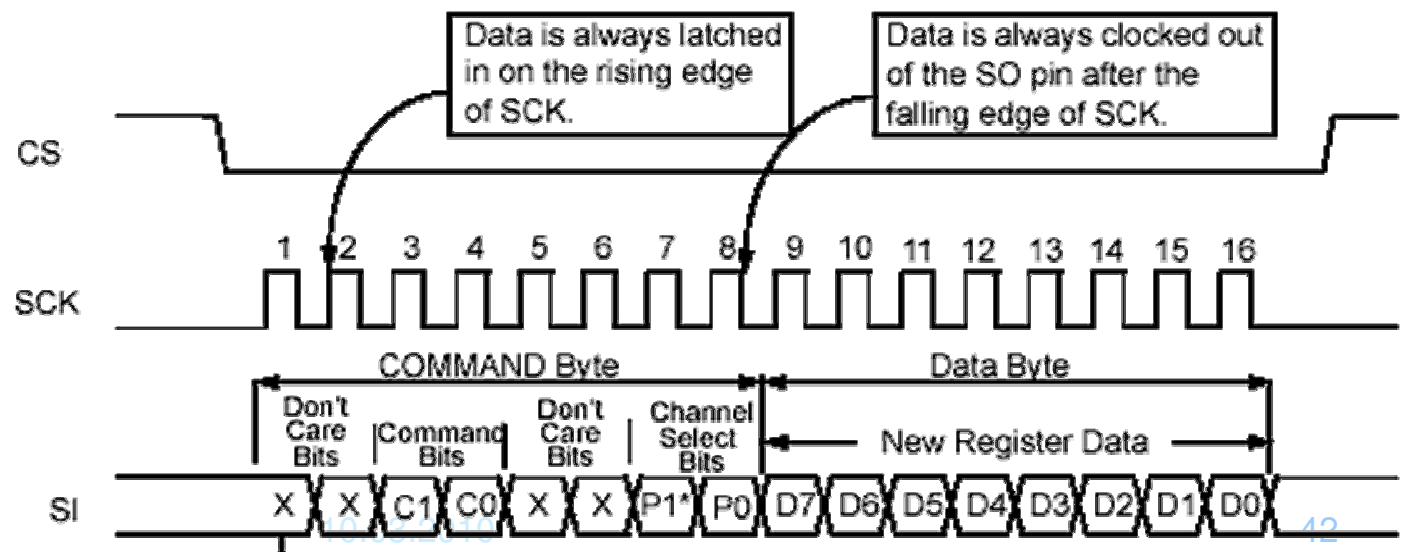 Data is always latched
in on the rising edge
of SCK.
Data is always clocked out
of the SO pin after the
falling edge of SCK.
CS
1 2 3 4 5 6 7 8 9 10 11 12 13 14 15 16
SCK
COMMAND Byte
Data Byte
Don't
Care
Bits
Command
Bits
Don't
Care
Bits
Channel
Select
Bits
New Register Data
SI
X X C1 C0 X X P1* P0 D7 D6 D5 D4 D3 D2 D1 D0
10.03.2010
42